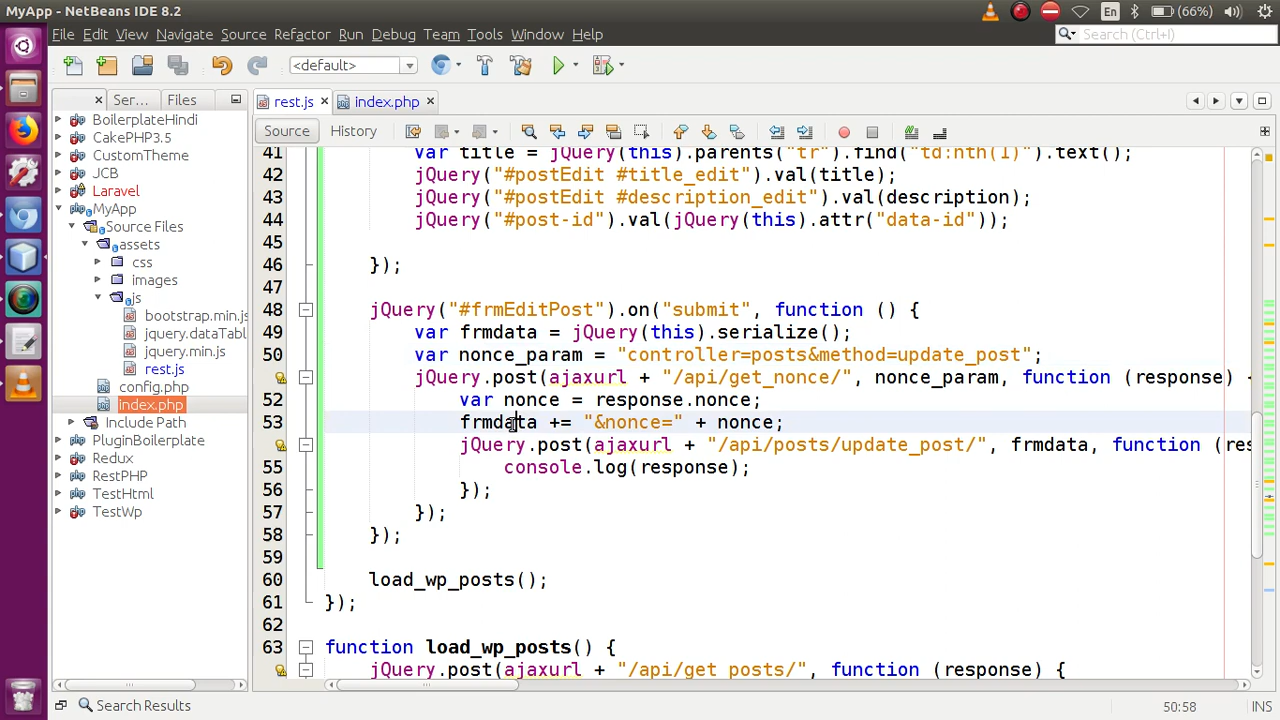 MyApp - NetBeans IDE 8.2
En
(66%)
File Edit View Navigate Source Refactor Run Debug Team Tools Window Help
Search (Ctrl+I)
<default>
Ser... Files
rest.js index.php
Source History
BoilerplateHindi
CakePHP3.5
CustomTheme
JCB
Laravel
MyApp
Source Files
assets
css
images
js
bootstrap.min.js
jquery.dataTabl
jquery.min.js
rest.js
config.php
index.php
Include Path
PluginBoilerplate
Redux
RestPHP
TestHtml
TestWp
41 var title = jQuery(this).parents("tr").find("td:nth(1)").text();
42 jQuery("#postEdit #title_edit").val(title);
43 jQuery("#postEdit #description_edit").val(description);
44 jQuery("#post-id").val(jQuery(this).attr("data-id"));
45
46 });
47
48 jQuery("#frmEditPost").on("submit", function () {
49 var frmdata = jQuery(this).serialize();
50 var nonce_param = "controller=posts&method=update_post";
jQuery.post(ajaxurl + "/api/get_nonce/", nonce_param, function (response) {
52 var nonce = response.nonce;
53 frmdata += "&nonce=" + nonce;
jQuery.post(ajaxurl + "/api/posts/update_post/", frmdata, function (res
55 console.log(response);
56 });
57 });
58 });
59
60 load_wp_posts();
61 });
62
63 function load_wp_posts() {
jQuery.post(ajaxurl + "/api/get_posts/", function (response) {
Search Results
50:58
INS